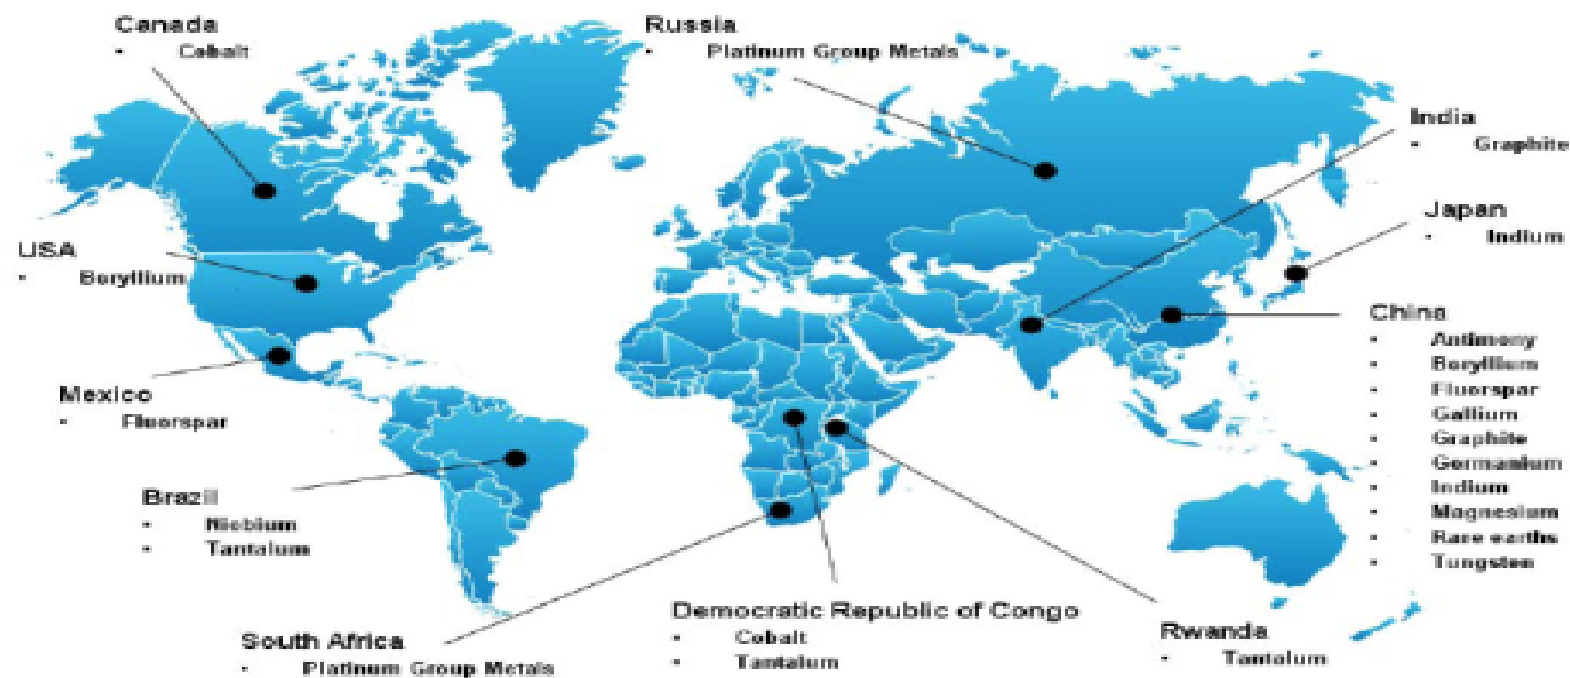 Canada
• Cobalt
Russia
• Platinum Group Metals
India
• Graphite
Japan
• Indium
USA
• Boryllium
China
• Antimony
• Boryllium
• Fluorspar
• Gallium
• Graphite
• Germanium
• Indium
• Magnesium
• Rare earths
• Tungsten
Mexico
• Fluorspar
Brazil
• Niobium
• Tantalum
South Africa
• Platinum Group Metals
Democratic Republic of Congo
• Cobalt
• Tantalum
Rwanda
• Tantalum